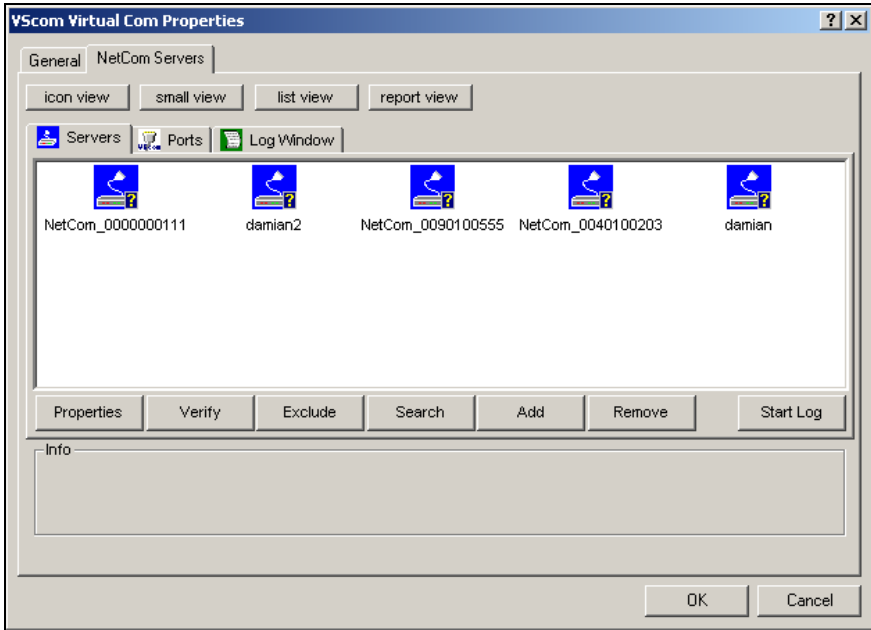 VScom Virtual Com Properties
General NetCom Servers
icon view small view list view report view
Servers Ports Log Window
NetCom_0000000111 damian2 NetCom_0090100555 NetCom_0040100203 damian
Properties Verify Exclude Search Add Remove Start Log
Info
OK Cancel